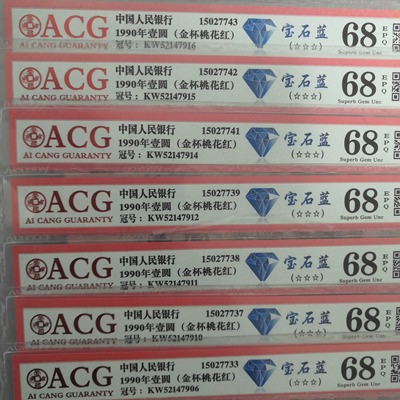 ACG 中国人民银行 15027743 宝石蓝 68 EPQ
AI CANG GUARANTY 1990年壹圆（金杯桃花红） (☆☆☆) Superb Gem Unc
冠号：KW52147916
ACG 中国人民银行 15027742 宝石蓝 68 EPQ
AI CANG GUARANTY 1990年壹圆（金杯桃花红） (☆☆☆) Superb Gem Unc
冠号：KW52147915
ACG 中国人民银行 15027741 宝石蓝 68 EPQ
AI CANG GUARANTY 1990年壹圆（金杯桃花红） (☆☆☆) Superb Gem Unc
冠号：KW52147914
ACG 中国人民银行 15027739 宝石蓝 68 EPQ
AI CANG GUARANTY 1990年壹圆（金杯桃花红） (☆☆☆) Superb Gem Unc
冠号：KW52147912
ACG 中国人民银行 15027738 宝石蓝 68 EPQ
AI CANG GUARANTY 1990年壹圆（金杯桃花红） (☆☆☆) Superb Gem Unc
冠号：KW52147911
ACG 中国人民银行 15027737 宝石蓝 68 EPQ
AI CANG GUARANTY 1990年壹圆（金杯桃花红） (☆☆☆) Superb Gem Unc
冠号：KW52147910
ACG 中国人民银行 15027733 宝石蓝 68 EPQ
AI CANG GUARANTY 1990年壹圆（金杯桃花红） (☆☆☆) Superb Gem Unc
冠号：KW52147906